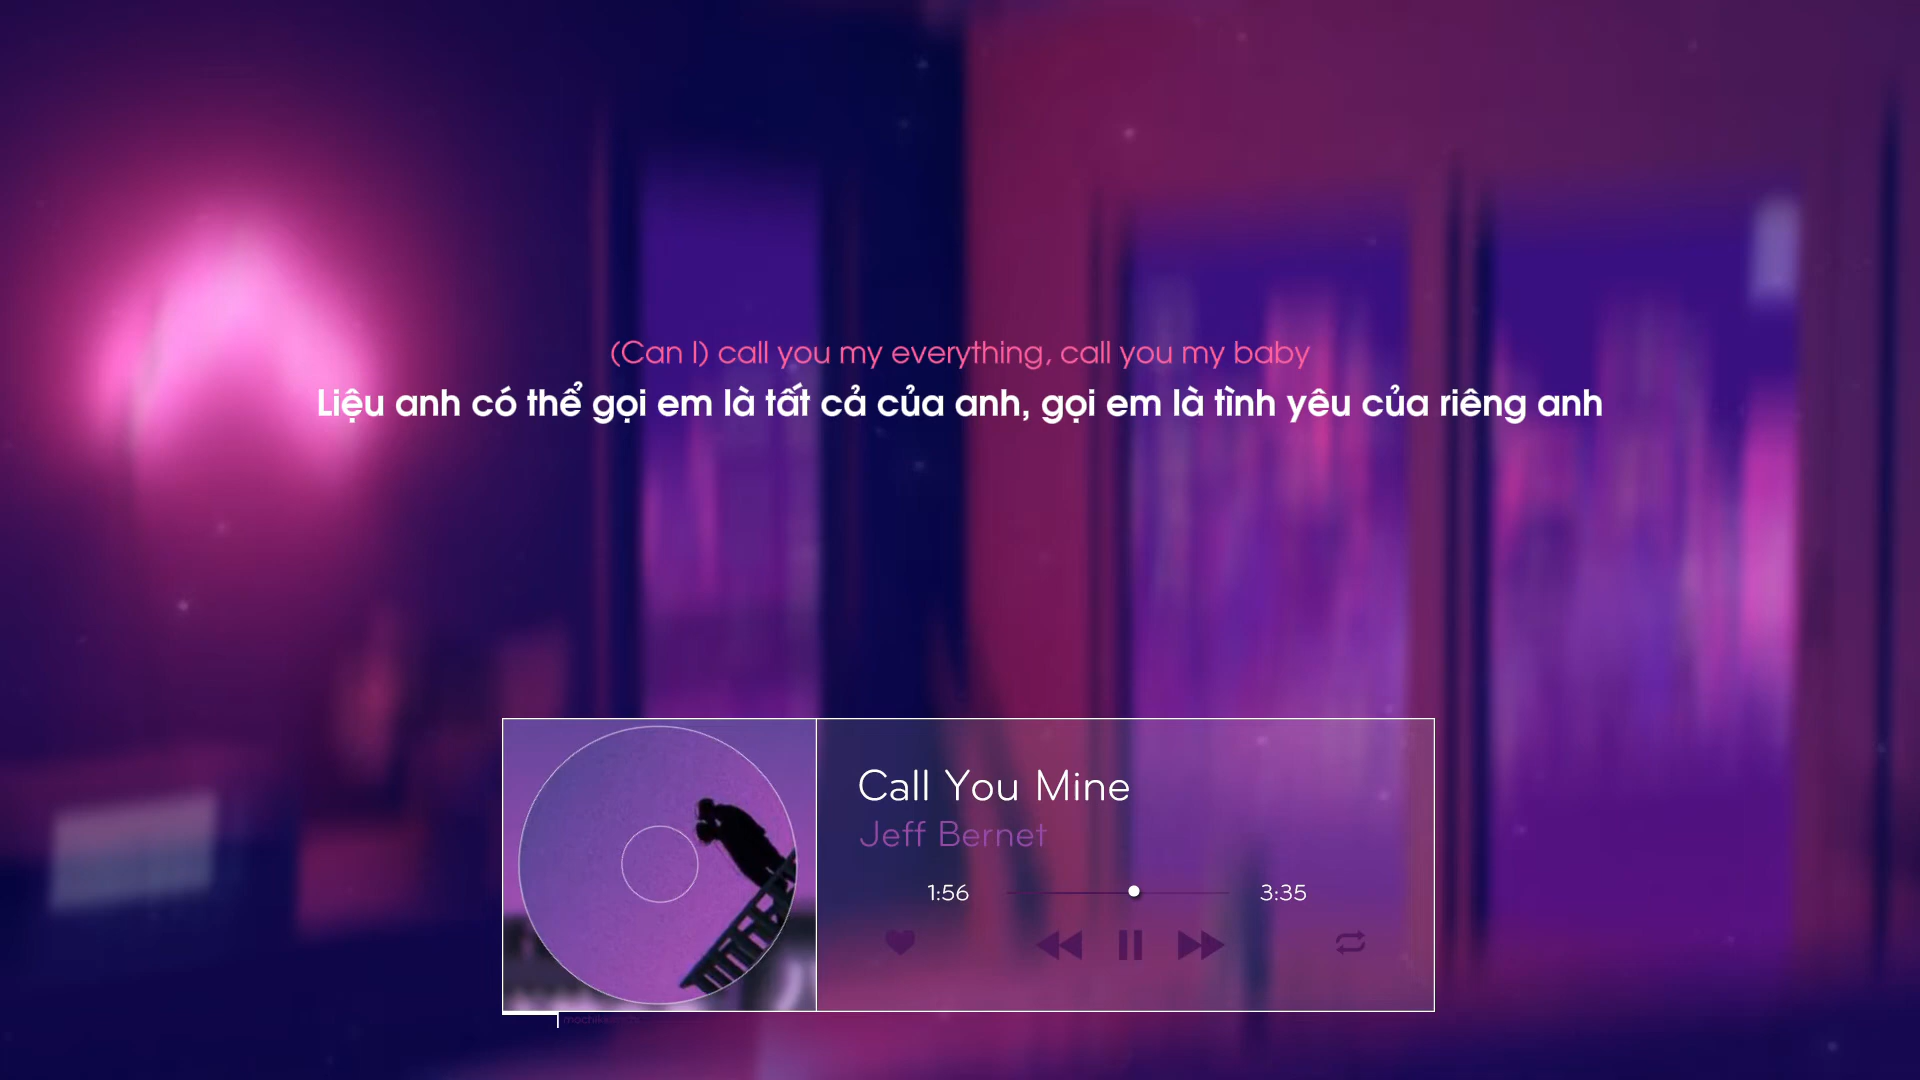 (Can I) call you my everything, call you my baby
Liệu anh có thể gọi em là tất cả của anh, gọi em là tình yêu của riêng anh
Call You Mine
Jeff Bernet
1:56
3:35